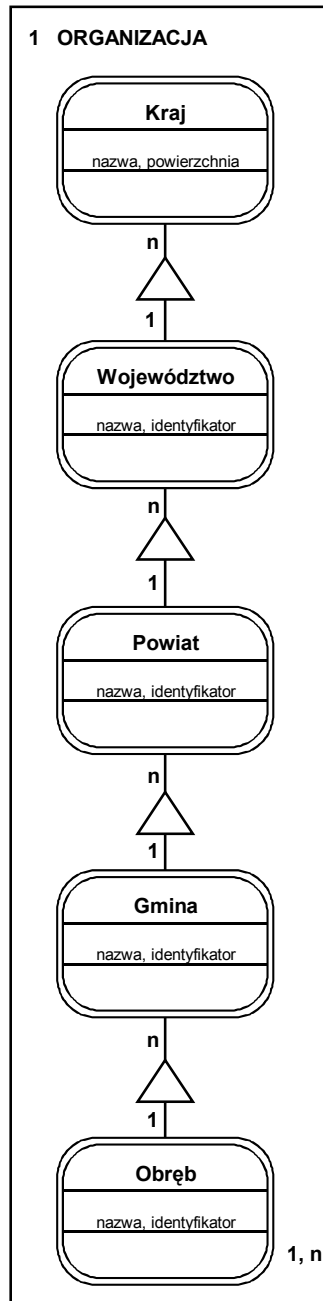 1 ORGANIZACJA
Kraj
nazwa, powierzchnia
n
1
Województwo
nazwa, identyfikator
n
1
Powiat
nazwa, identyfikator
n
1
Gmina
nazwa, identyfikator
n
1
Obręb
nazwa, identyfikator
1, n